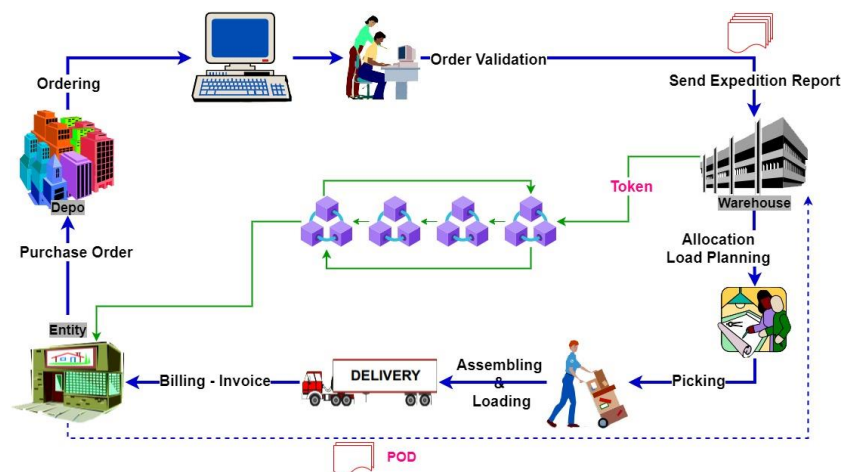 Order Validation
Ordering
Send Expedition Report
Token
Depo
Warehouse
Purchase Order
Allocation
Load Planning
Entity
Billing - Invoice
DELIVERY
Assembling
&
Loading
Picking
POD